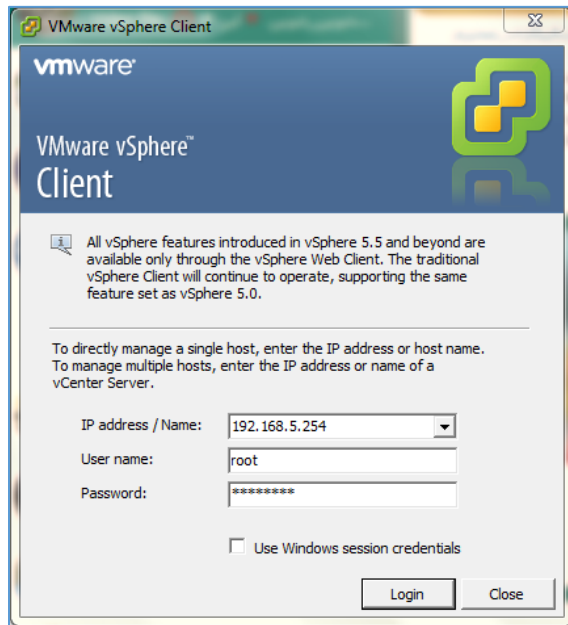 VMware vSphere Client
vmware®
VMware vSphere™
Client
All vSphere features introduced in vSphere 5.5 and beyond are
available only through the vSphere Web Client. The traditional
vSphere Client will continue to operate, supporting the same
feature set as vSphere 5.0.
To directly manage a single host, enter the IP address or host name.
To manage multiple hosts, enter the IP address or name of a
vCenter Server.
IP address / Name: 192.168.5.254
User name: root
Password: ********
Use Windows session credentials
Login Close